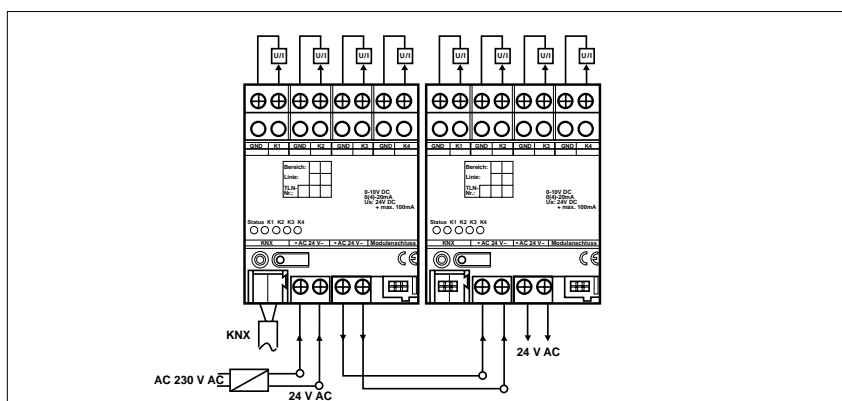 U/I U/I U/I U/I U/I U/I U/I U/I
GND K1 GND K2 GND K3 GND K4 GND K1 GND K2 GND K3 GND K4
Bereich:
Linie:
TLN-
Nr.:
0-10V DC
0(4)-20mA
Us: 24V DC
+ max. 100mA
Status K1 K2 K3 K4
KNX • AC 24 V~ • AC 24 V~ Modulanschluss
CE
Bereich:
Linie:
TLN-
Nr.:
0-10V DC
0(4)-20mA
Us: 24V DC
+ max. 100mA
Status K1 K2 K3 K4
KNX • AC 24 V~ • AC 24 V~ Modulanschluss
CE
KNX
24 V AC
AC 230 V AC
24 V AC